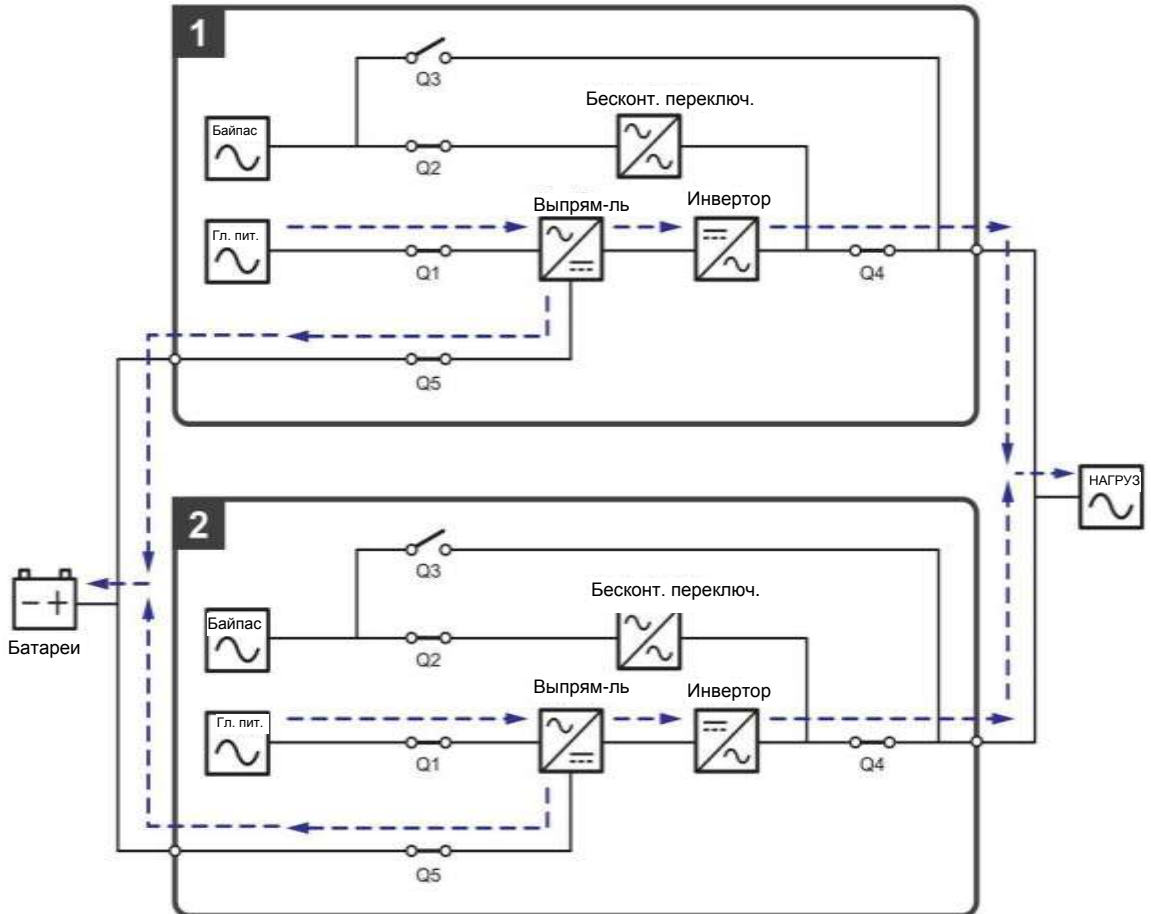 1
Q3
Бесконт. переключ.
Байпас
Q2
Выпрям-ль
Инвертор
Гл. пит.
Q1
Q4
Q5
НАГРУЗ
2
Q3
Бесконт. переключ.
Байпас
Q2
Батареи
Выпрям-ль
Инвертор
Гл. пит.
Q1
Q4
Q5